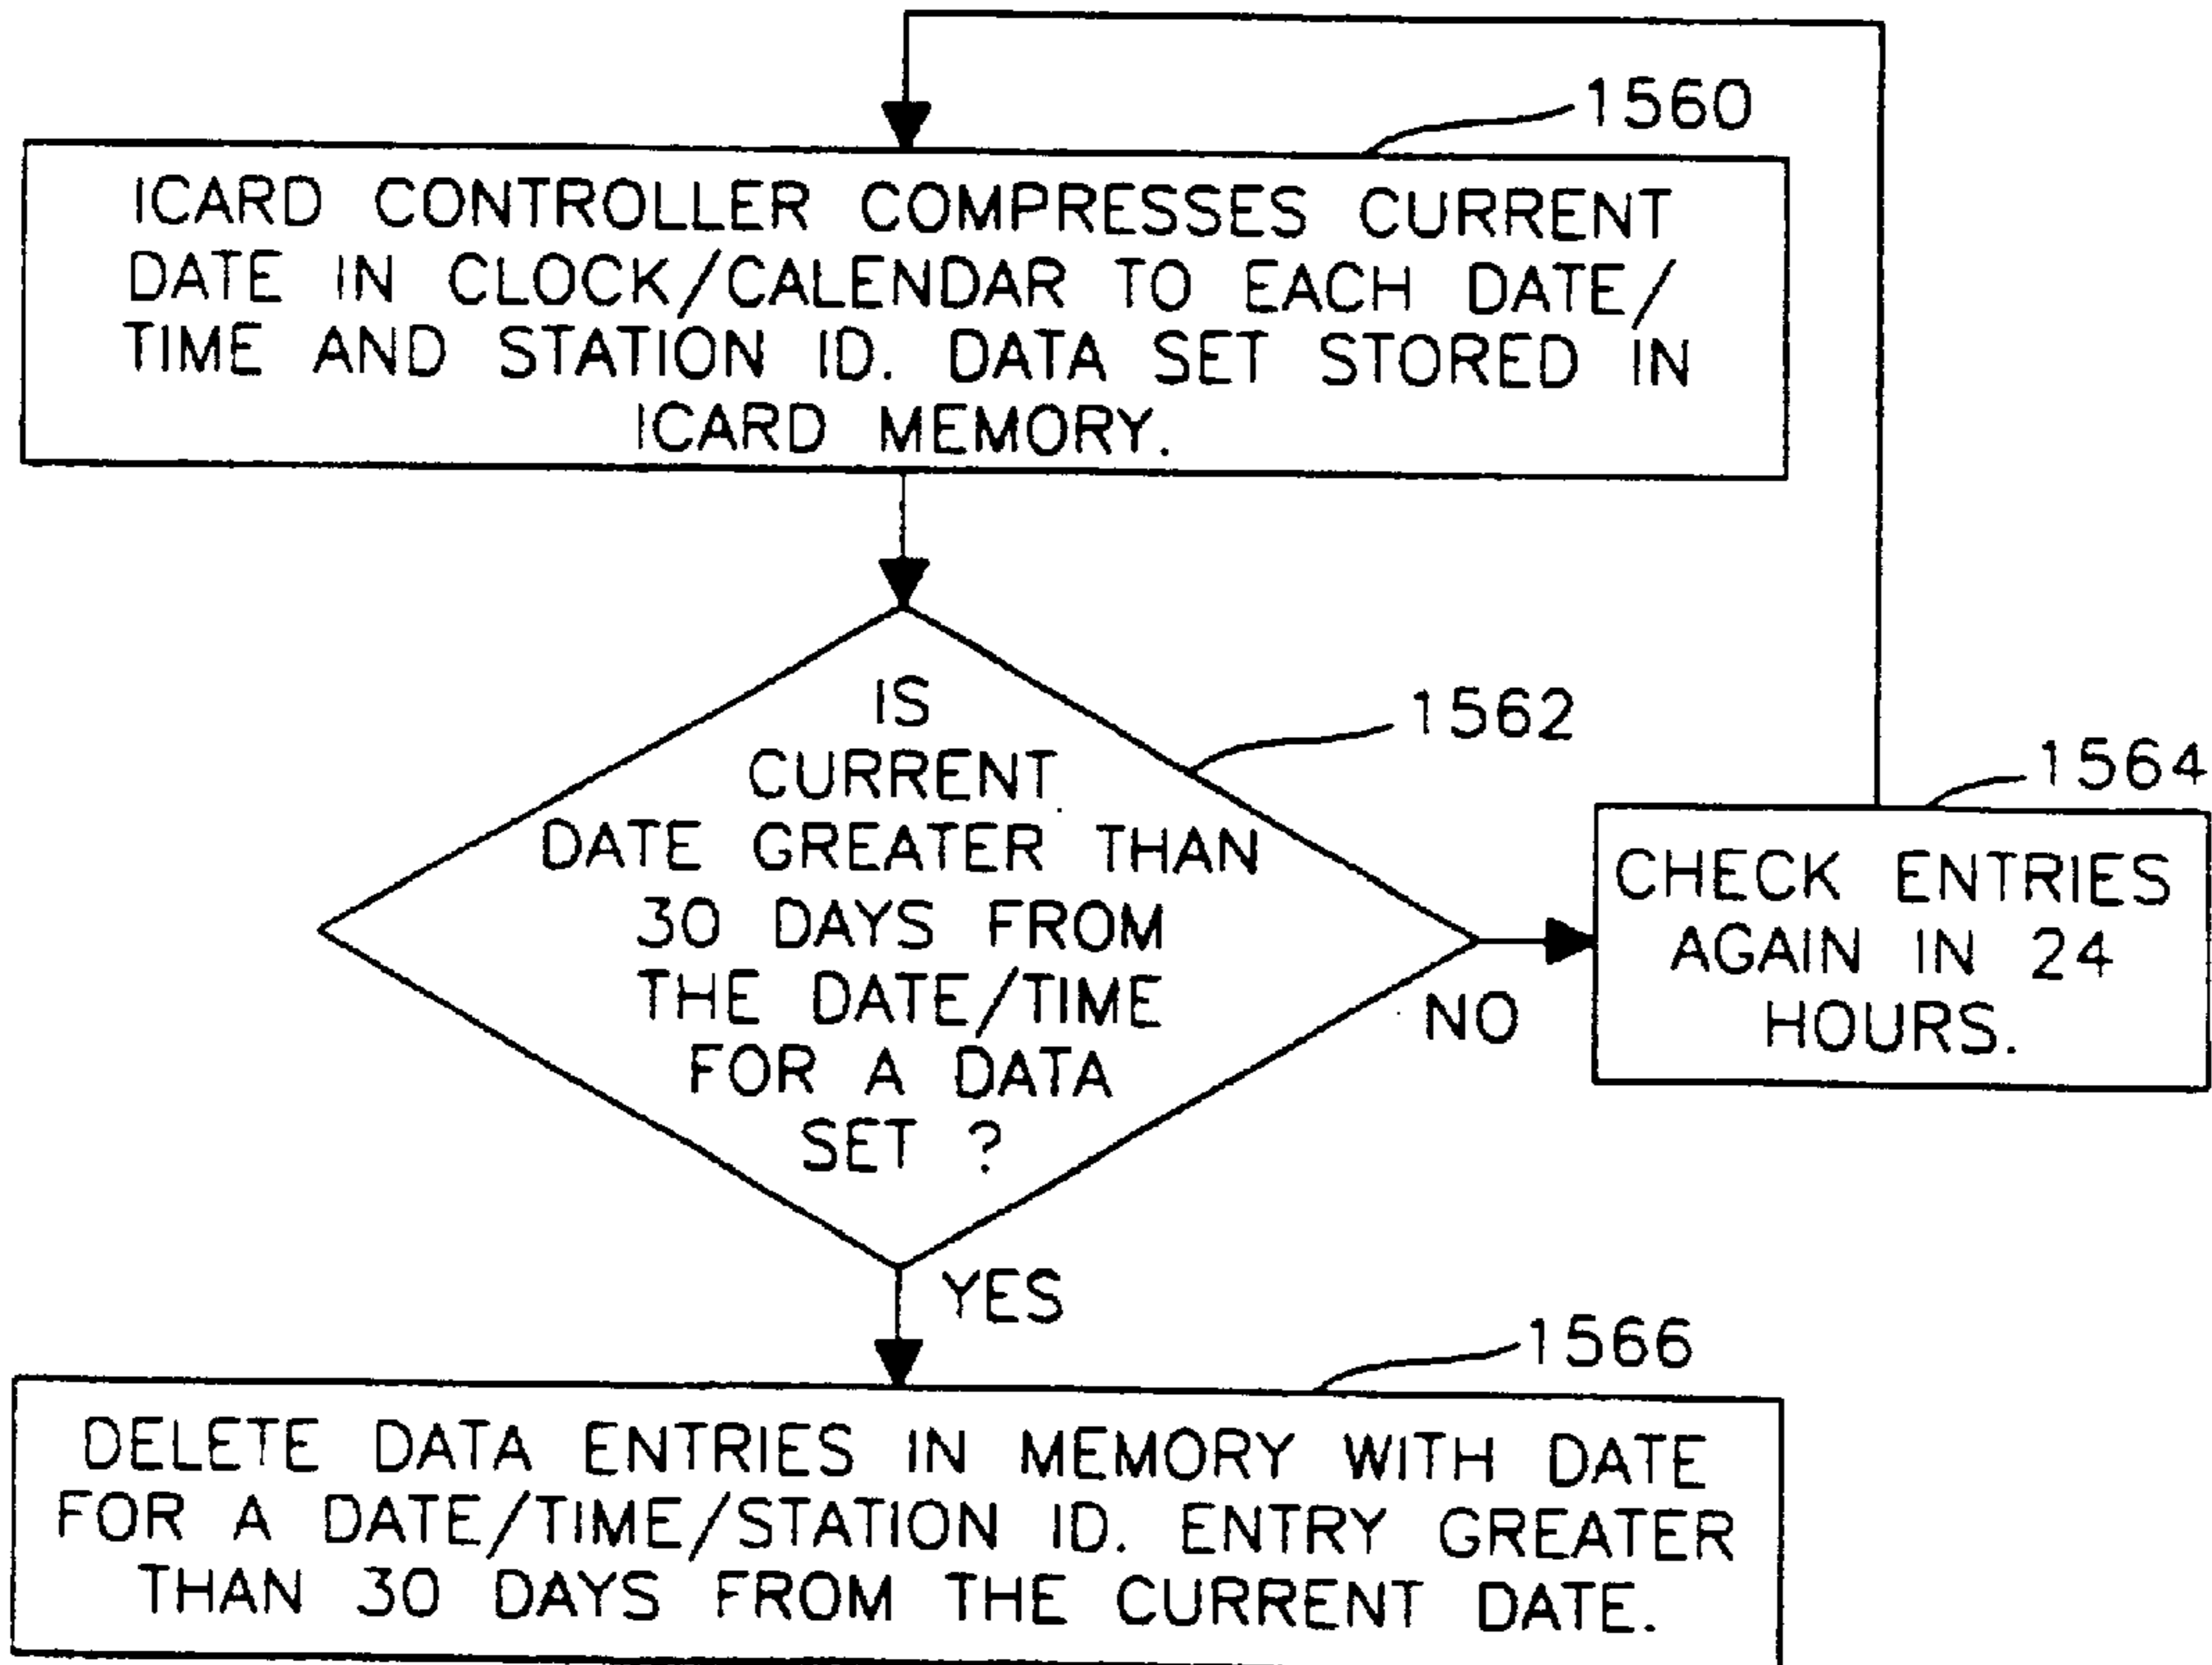 1560
ICARD CONTROLLER COMPRESSES CURRENT
DATE IN CLOCK/CALENDAR TO EACH DATE/
TIME AND STATION ID. DATA SET STORED IN
ICARD MEMORY.
IS
CURRENT
DATE GREATER THAN
30 DAYS FROM
THE DATE/TIME
FOR A DATA
SET ?
1562
1564
CHECK ENTRIES
AGAIN IN 24
HOURS.
NO
YES
1566
DELETE DATA ENTRIES IN MEMORY WITH DATE
FOR A DATE/TIME/STATION ID. ENTRY GREATER
THAN 30 DAYS FROM THE CURRENT DATE.